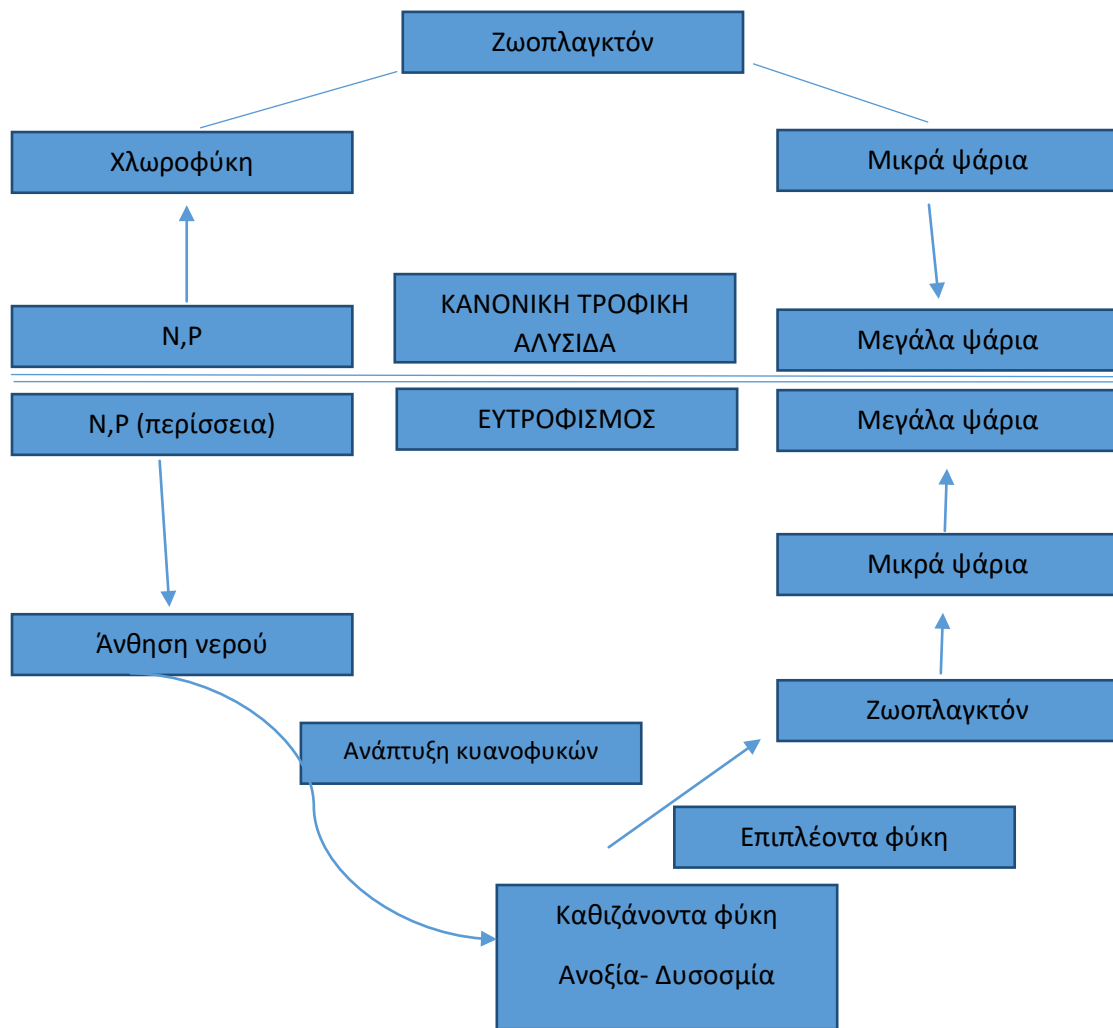 Ζωοπλαγκτόν
Χλωροφύκη
Μικρά ψάρια
Ν,Ρ
ΚΑΝΟΝΙΚΗ ΤΡΟΦΙΚΗ
ΑΛΥΣΙΔΑ
Μεγάλα ψάρια
Ν,Ρ (περίσσεια)
ΕΥΤΡΟΦΙΣΜΟΣ
Μεγάλα ψάρια
Μικρά ψάρια
Άνθηση νερού
Ζωοπλαγκτόν
Ανάπτυξη κυανοφυκών
Επιπλέοντα φύκη
Καθιζάνοντα φύκη
Ανοξία- Δυσοσμία